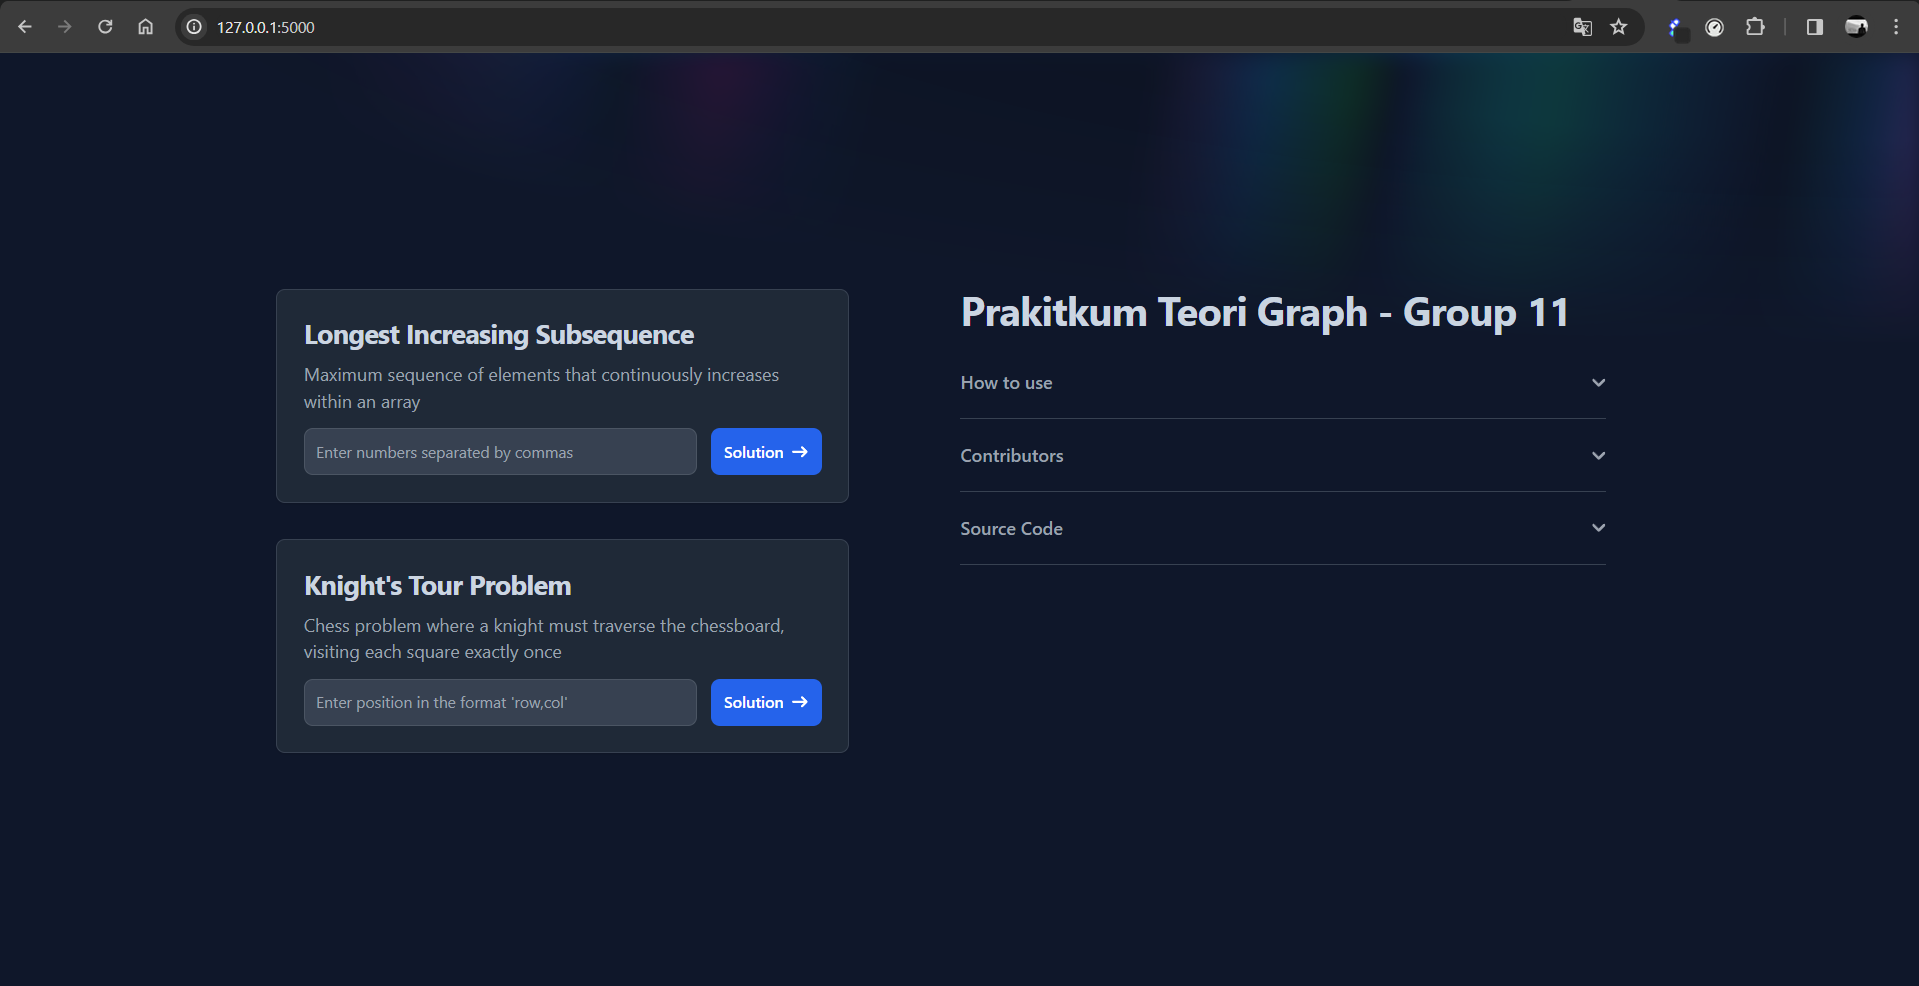 127.0.0.1:5000
Longest Increasing Subsequence
Maximum sequence of elements that continuously increases
within an array
Enter numbers separated by commas
Solution
Knight's Tour Problem
Chess problem where a knight must traverse the chessboard,
visiting each square exactly once
Enter position in the format 'row,col'
Solution
Prakitkum Teori Graph - Group 11
How to use
Contributors
Source Code